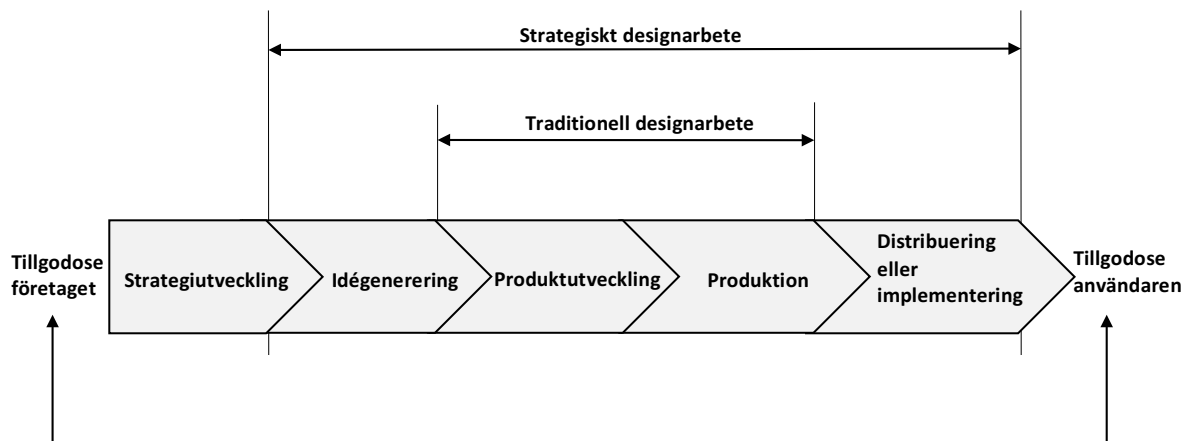 Strategiskt designarbete
Traditionell designarbete
Tillgodose
företaget
Strategiutveckling
Idégenerering
Produktutveckling
Produktion
Distribuering
eller
implementering
Tillgodose
användaren